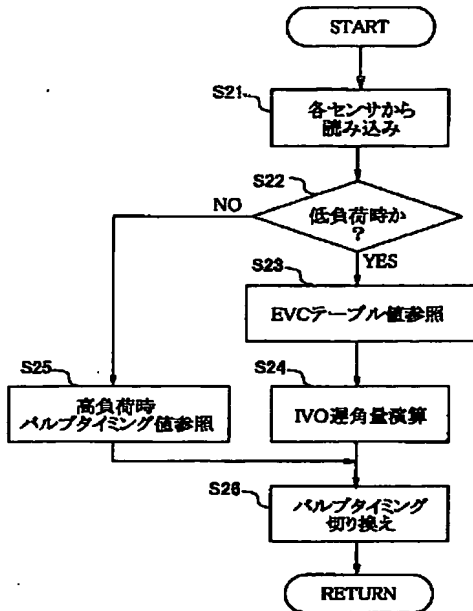 START
S21
各センサから
読み込み
S22
低負荷時か
?
NO
YES
S23
EVCテーブル値参照
S25
高負荷時
バルブタイミング値参照
S24
IVO遅角量演算
S26
バルブタイミング
切り換え
RETURN